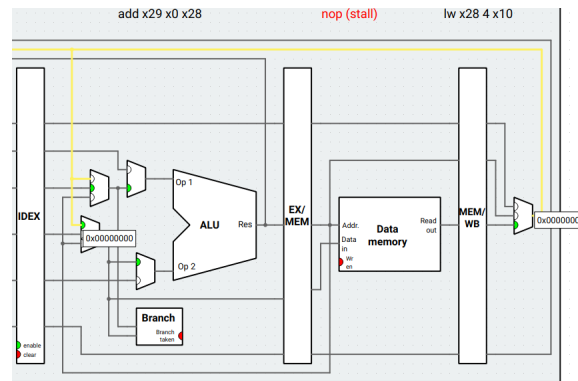 add x29 x0 x28
nop (stall)
lw x28 4 x10
Op 1
IDEX
ALU
Res
EX/
MEM
Addr.
Data
in
Wr
en
Data
memory
Read
out
MEM/
WB
0x0000000
0x00000000
Op 2
Branch
Branch
taken
enable
clear